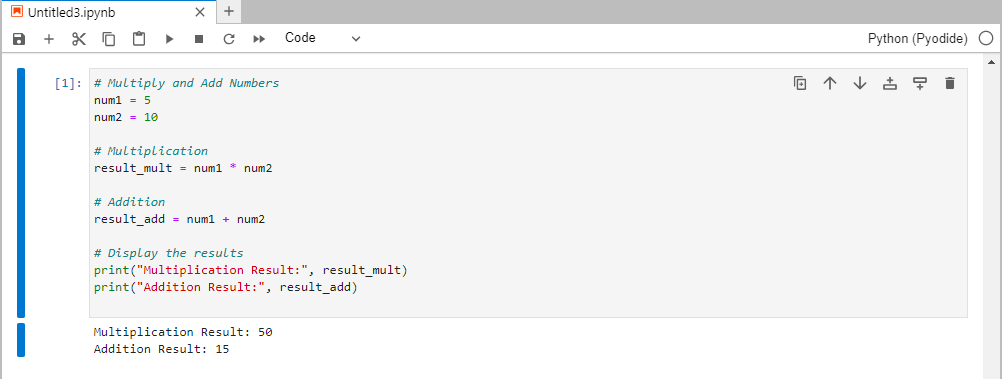 Untitled3.ipynb
Code
Python (Pyodide)
[1]: # Multiply and Add Numbers
num1 = 5
num2 = 10
# Multiplication
result_mult = num1 * num2
# Addition
result_add = num1 + num2
# Display the results
print("Multiplication Result:", result_mult)
print("Addition Result:", result_add)
Multiplication Result: 50
Addition Result: 15